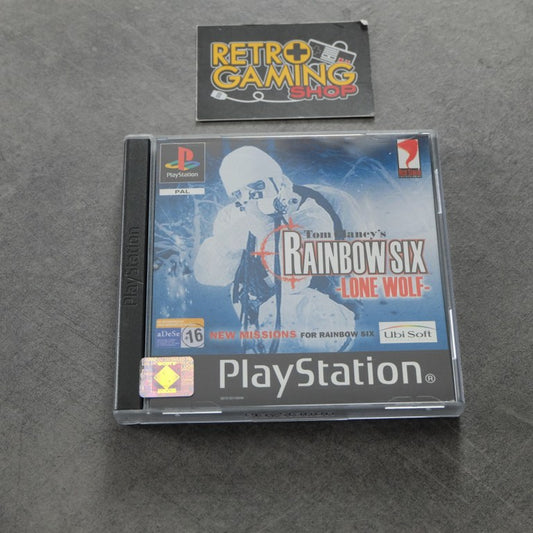 RETRO
GAMING
SHOP
PlayStation
PAL
PlayStation
Tom Clancy's
RAINBOW SIX
-LONE WOLF-
aDeSe
-16
NEW MISSIONS FOR RAINBOW SIX
Ubi Soft
PlayStation®